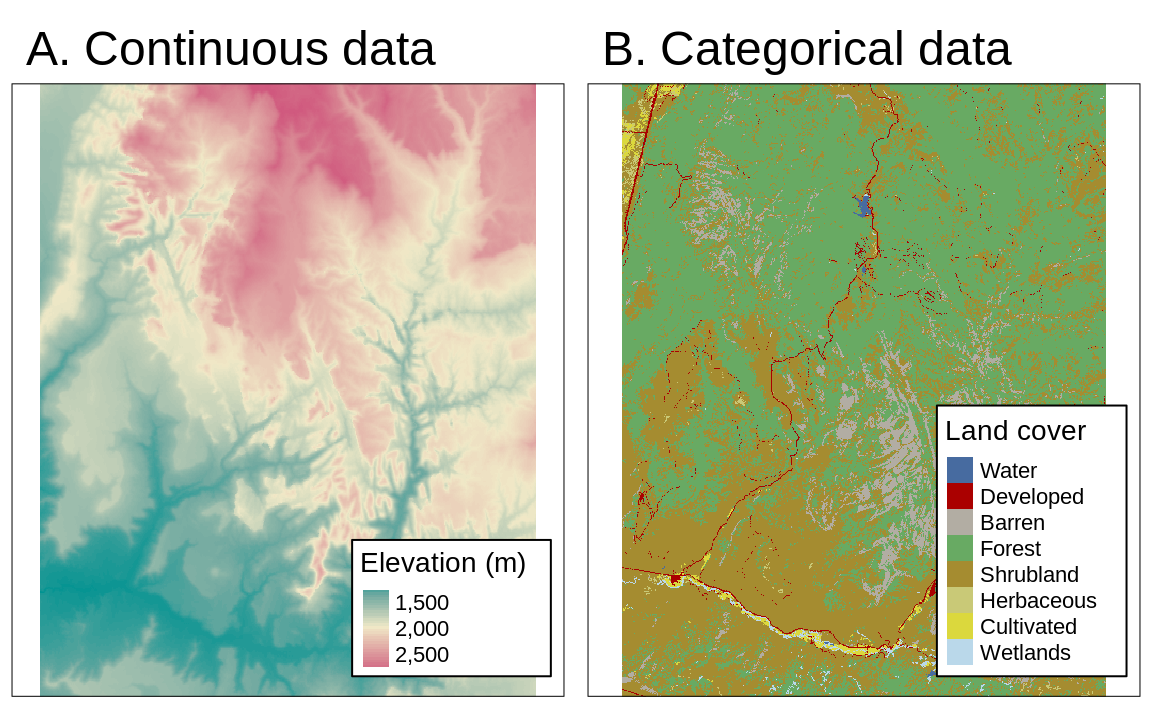 A. Continuous data
B. Categorical data
Elevation (m)
1,500
2,000
2,500
Land cover
Water
Developed
Barren
Forest
Shrubland
Herbaceous
Cultivated
Wetlands